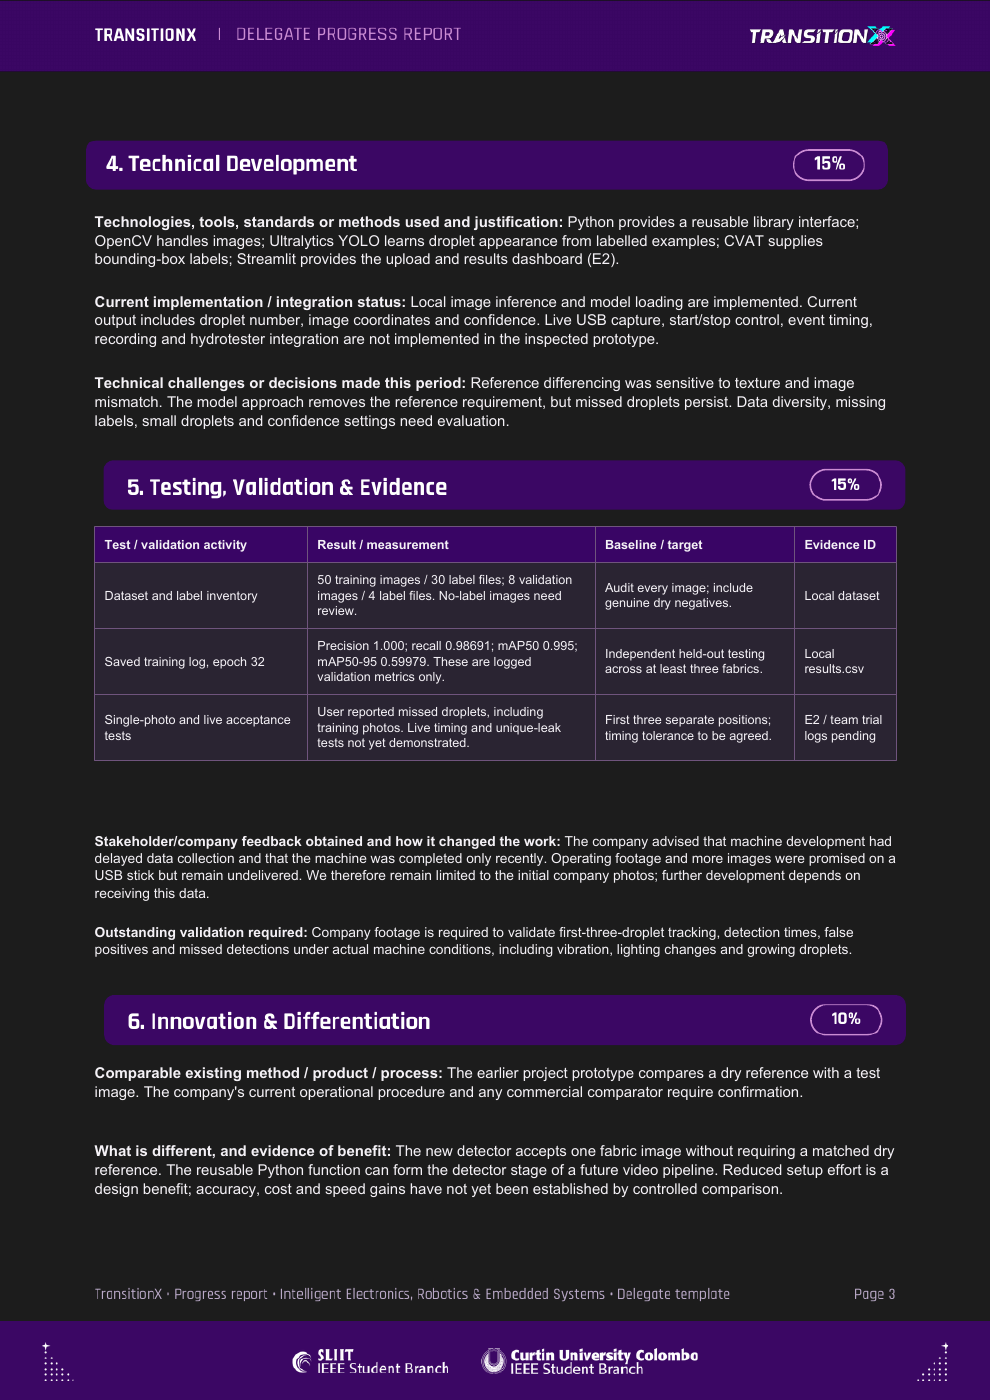 TRANSITIONX | DELEGATE PROGRESS REPORT
TRANSITIONX
4. Technical Development
15%
Technologies, tools, standards or methods used and justification: Python provides a reusable library interface;
OpenCV handles images; Ultralytics YOLO learns droplet appearance from labelled examples; CVAT supplies
bounding-box labels; Streamlit provides the upload and results dashboard (E2).
Current implementation / integration status: Local image inference and model loading are implemented. Current
output includes droplet number, image coordinates and confidence. Live USB capture, start/stop control, event timing,
recording and hydrotester integration are not implemented in the inspected prototype.
Technical challenges or decisions made this period: Reference differencing was sensitive to texture and image
mismatch. The model approach removes the reference requirement, but missed droplets persist. Data diversity, missing
labels, small droplets and confidence settings need evaluation.
5. Testing, Validation & Evidence
15%
Test / validation activity
Result / measurement
Baseline / target
Evidence ID
Dataset and label inventory
50 training images / 30 label files; 8 validation
images / 4 label files. No-label images need
review.
Audit every image; include
genuine dry negatives.
Local dataset
Saved training log, epoch 32
Precision 1.000; recall 0.98691; mAP50 0.995;
mAP50-95 0.59979. These are logged
validation metrics only.
Independent held-out testing
across at least three fabrics.
Local
results.csv
Single-photo and live acceptance
tests
User reported missed droplets, including
training photos. Live timing and unique-leak
tests not yet demonstrated.
First three separate positions;
timing tolerance to be agreed.
E2 / team trial
logs pending
Stakeholder/company feedback obtained and how it changed the work: The company advised that machine development had
delayed data collection and that the machine was completed only recently. Operating footage and more images were promised on a
USB stick but remain undelivered. We therefore remain limited to the initial company photos; further development depends on
receiving this data.
Outstanding validation required: Company footage is required to validate first-three-droplet tracking, detection times, false
positives and missed detections under actual machine conditions, including vibration, lighting changes and growing droplets.
6. Innovation & Differentiation
10%
Comparable existing method / product / process: The earlier project prototype compares a dry reference with a test
image. The company's current operational procedure and any commercial comparator require confirmation.
What is different, and evidence of benefit: The new detector accepts one fabric image without requiring a matched dry
reference. The reusable Python function can form the detector stage of a future video pipeline. Reduced setup effort is a
design benefit; accuracy, cost and speed gains have not yet been established by controlled comparison.
TransitionX • Progress report • Intelligent Electronics, Robotics & Embedded Systems • Delegate template
Page 3
SLIIT
IEEE Student Branch
Curtin University Colombo
IEEE Student Branch